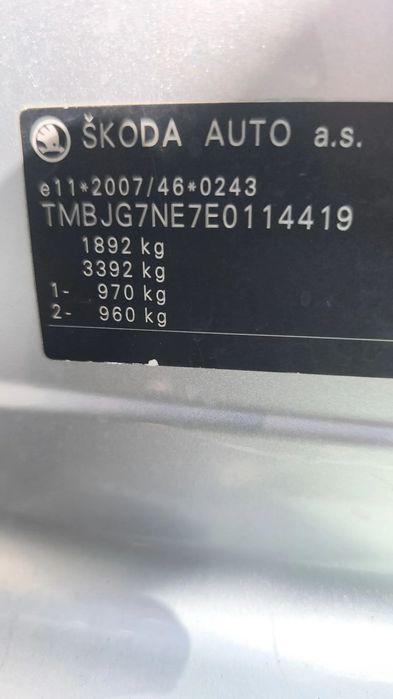 ŠKODA AUTO a.s.
e11*2007/46*0243
TMBJG7NE7E0114419
1892 kg
3392 kg
1- 970 kg
2- 960 kg